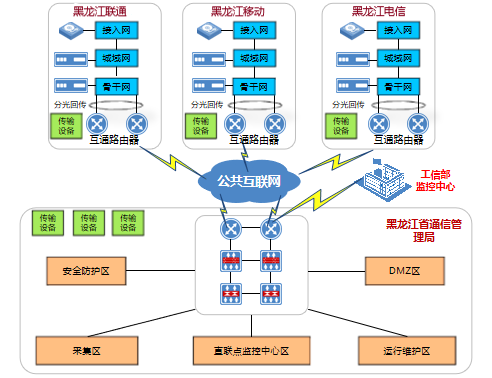 黑龙江联通
黑龙江移动
黑龙江电信
接入网
接入网
接入网
城域网
城域网
城域网
骨干网
骨干网
骨干网
分光回传
分光回传
分光回传
传输
设备
传输
设备
传输
设备
互通路由器
互通路由器
互通路由器
公共互联网
工信部
监控中心
传输
设备
传输
设备
传输
设备
黑龙江省通信管
理局
安全防护区
DMZ区
采集区
直联点监控中心区
运行维护区